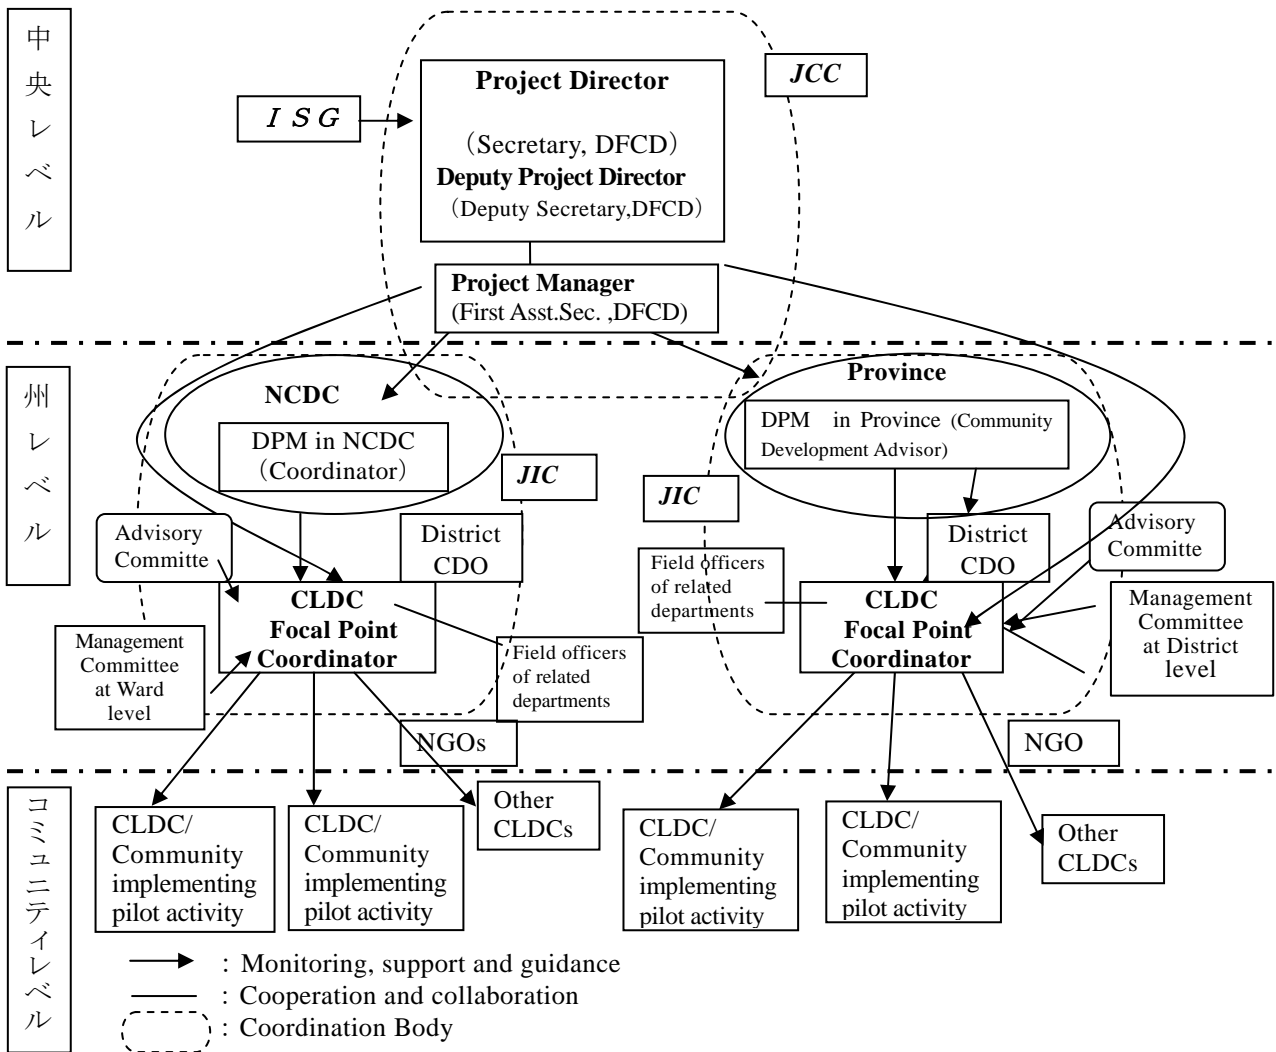 中央レベル
Project Director
(Secretary, DFCD)
Deputy Project Director
(Deputy Secretary,DFCD)
JCC
ISG
Project Manager
(First Asst.Sec. ,DFCD)
州レベル
NCDC
DPM in NCDC
(Coordinator)
JIC
Advisory
Committe
District
CDO
CLDC
Focal Point
Coordinator
Management
Committee
at Ward
level
Field officers
of related
departments
NGOs
Province
DPM in Province (Community
Development Advisor)
JIC
Field officers
of related
departments
District
CDO
Advisory
Committe
CLDC
Focal Point
Coordinator
Management
Committee
at District
level
NGO
コミュニティレベル
CLDC/
Community
implementing
pilot activity
CLDC/
Community
implementing
pilot activity
Other
CLDCs
CLDC/
Community
implementing
pilot activity
CLDC/
Community
implementing
pilot activity
Other
CLDCs
: Monitoring, support and guidance
: Cooperation and collaboration
: Coordination Body